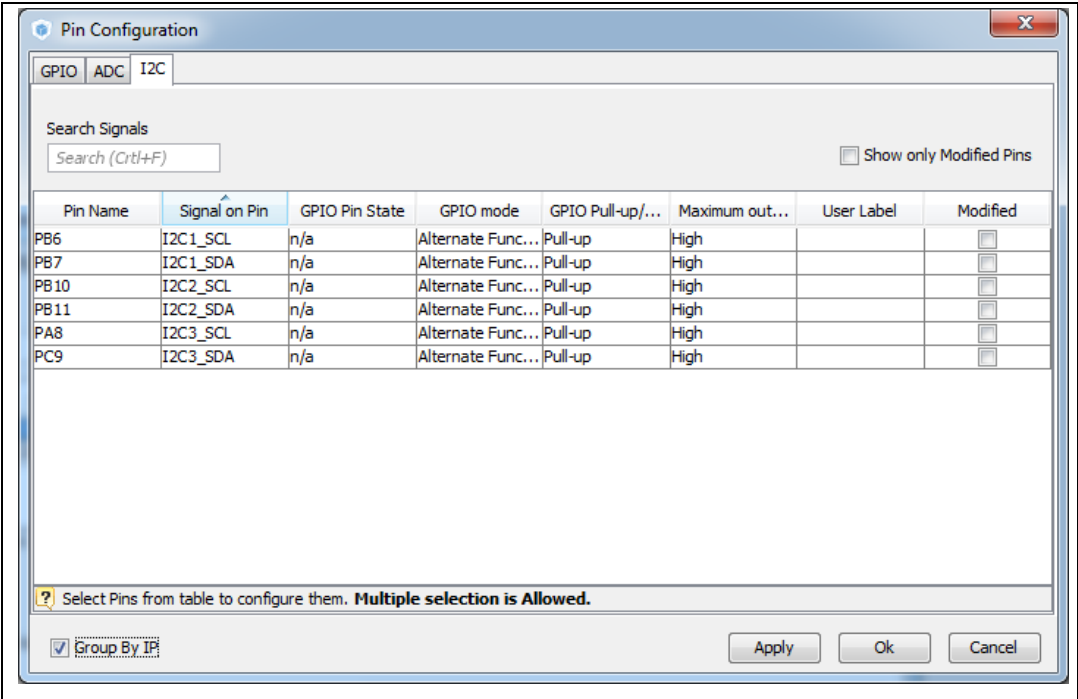 Pin Configuration
GPIO ADC I2C
Search Signals
Search (Crtl+F)
Show only Modified Pins
Pin Name Signal on Pin GPIO Pin State GPIO mode GPIO Pull-up/... Maximum out... User Label Modified
PB6 I2C1_SCL n/a Alternate Func... Pull-up High
PB7 I2C1_SDA n/a Alternate Func... Pull-up High
PB10 I2C2_SCL n/a Alternate Func... Pull-up High
PB11 I2C2_SDA n/a Alternate Func... Pull-up High
PA8 I2C3_SCL n/a Alternate Func... Pull-up High
PC9 I2C3_SDA n/a Alternate Func... Pull-up High
? Select Pins from table to configure them. Multiple selection is Allowed.
Group By IP Apply Ok Cancel